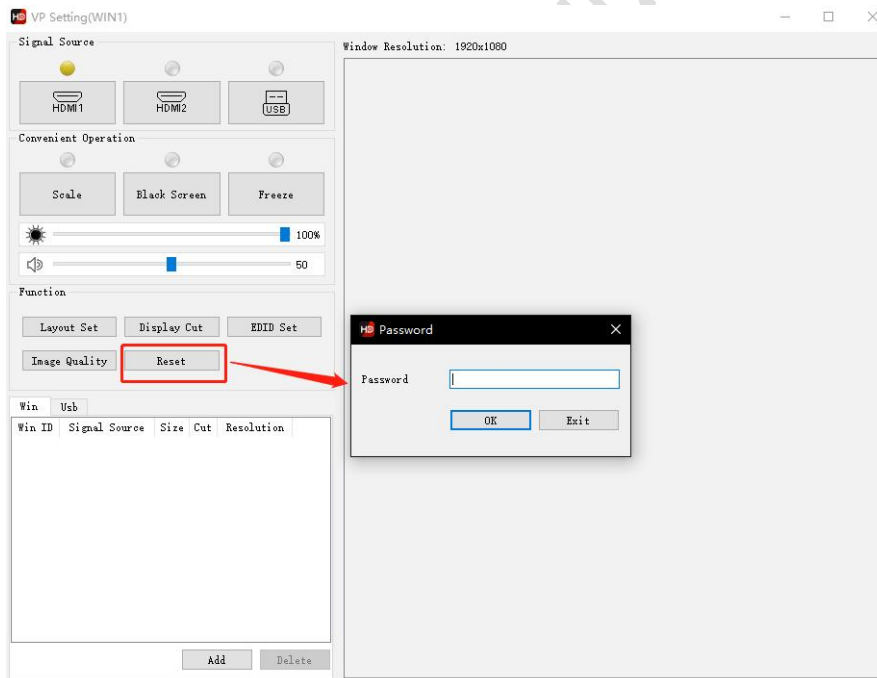 HD VP Setting(WIN1)
Signal Source
HDMI1 HDMI2 USB
Convenient Operation
Scale Black Screen Freeze
100%
50
Function
Layout Set Display Cut EDID Set
Image Quality Reset
Win Usb
Win ID Signal Source Size Cut Resolution
Add Delete
Window Resolution: 1920x1080
HD Password
Password
OK Exit